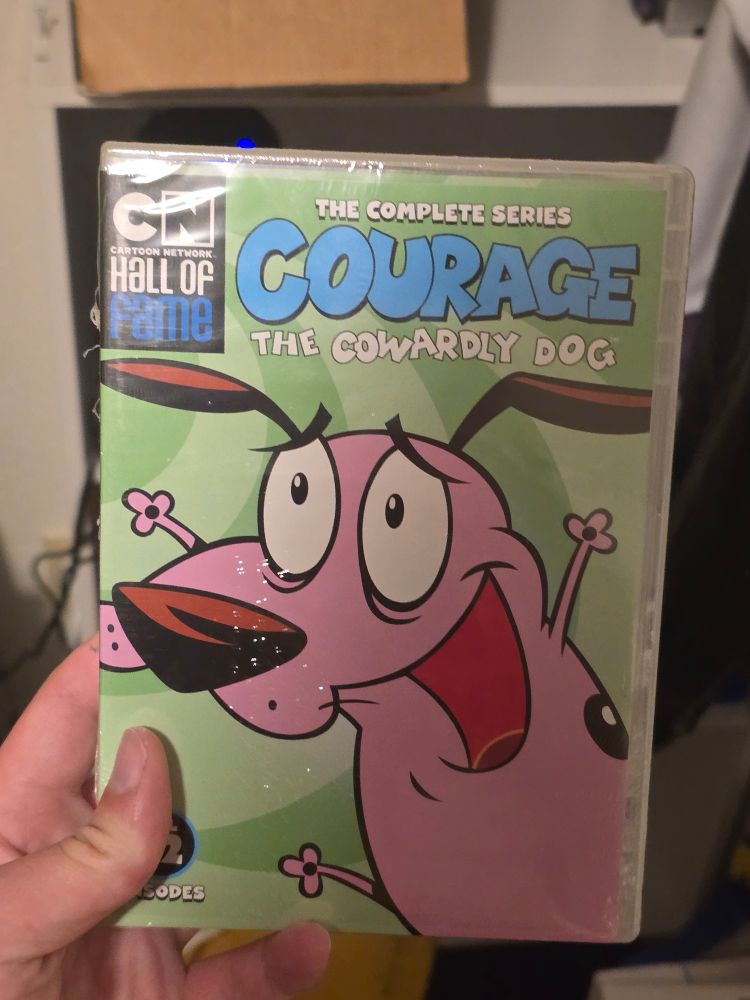 CN
CARTOON NETWORK
HaLL OF
Fame
THE COMPLETE SERIES
COURAGE
THE COWARDLY DOG